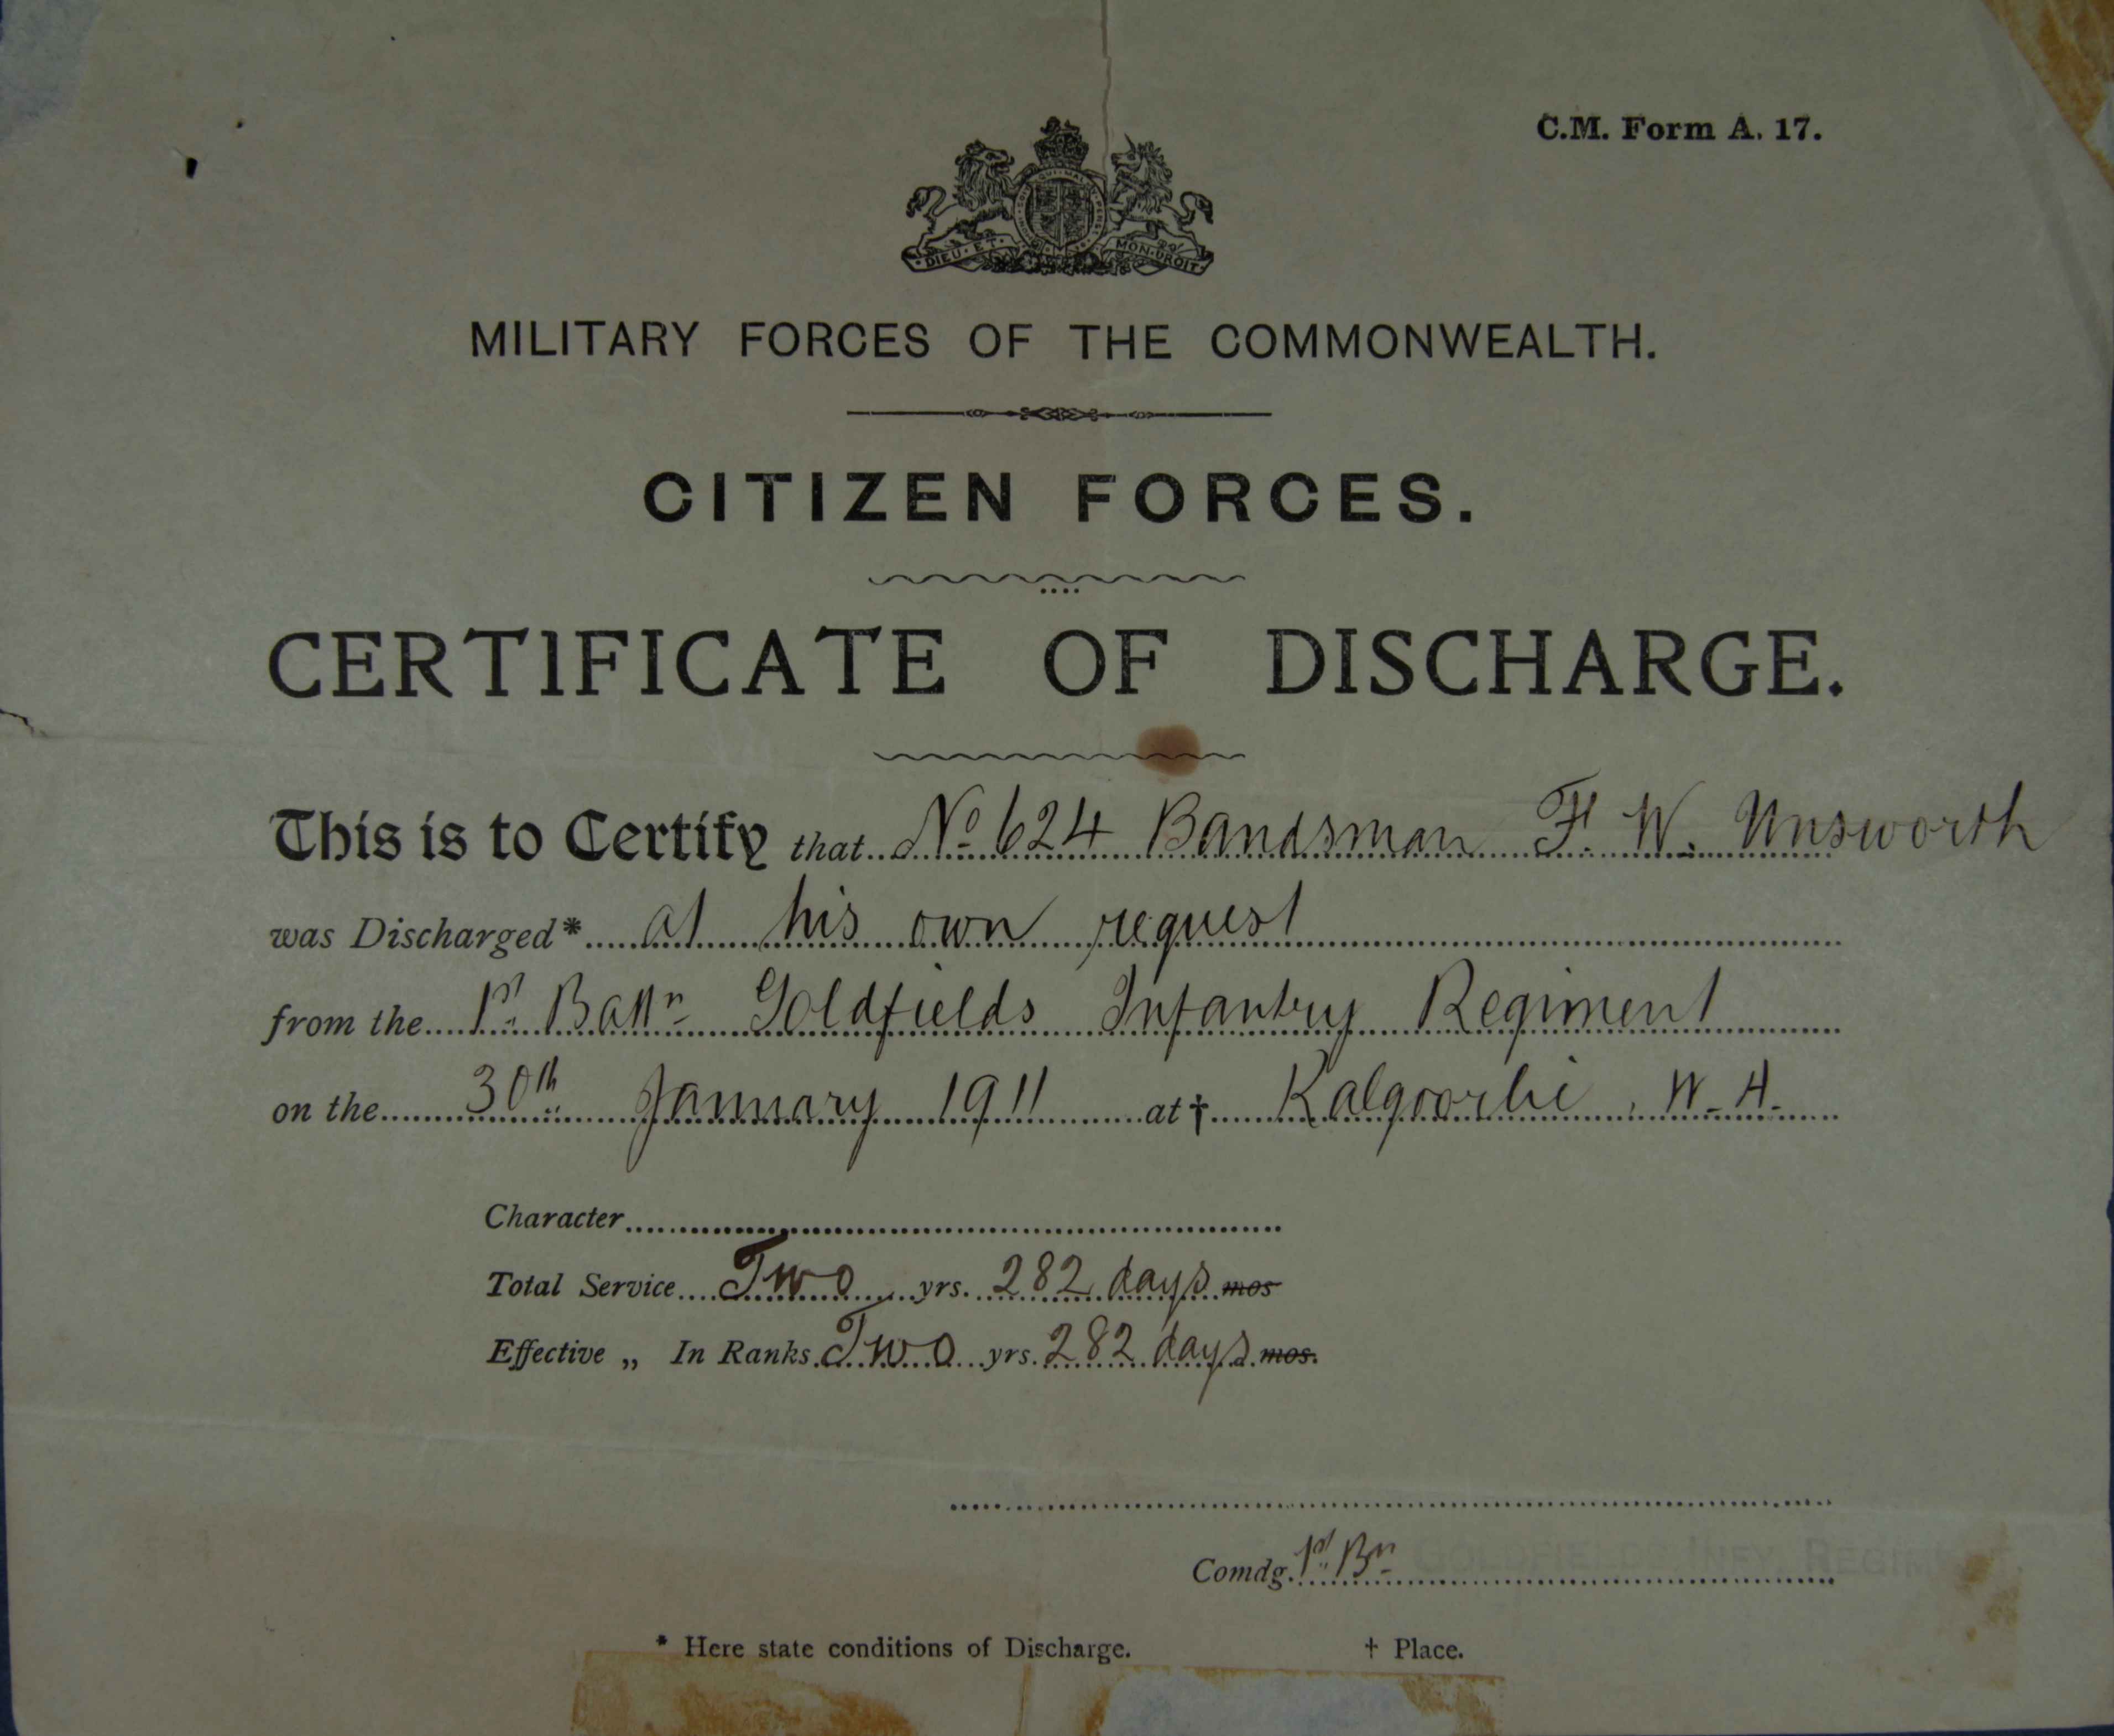 C.M. Form A. 17.
DIEU · ET · MON · DROIT
MILITARY FORCES OF THE COMMONWEALTH.
CITIZEN FORCES.
CERTIFICATE OF DISCHARGE.
This is to Certify that No 624 Bandsman F. W. Unsworth
was Discharged* at his own request
from the 1st Battn Goldfields Infantry Regiment
on the 30th January 1911 at † Kalgoorlie, W.A.
Character
Total Service Two yrs. 282 days mos
Effective „ In Ranks Two yrs. 282 days mos.
Comdg. 1st Bn GOLDFIELDS INFY REGIMENT.
* Here state conditions of Discharge. † Place.